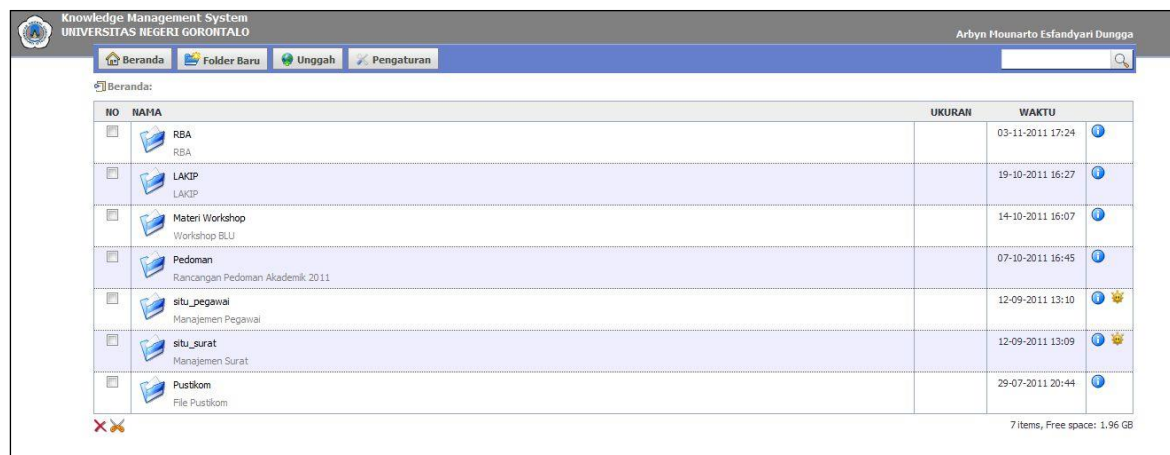 Knowledge Management System
UNIVERSITAS NEGERI GORONTALO
Arbyn Mounarto Esfandyari Dungga
Beranda Folder Baru Unggah Pengaturan
Beranda:
NO NAMA UKURAN WAKTU
RBA 03-11-2011 17:24
RBA
LAKIP 19-10-2011 16:27
LAKIP
Materi Workshop 14-10-2011 16:07
Workshop BLU
Pedoman 07-10-2011 16:45
Rancangan Pedoman Akademik 2011
situ_pegawai 12-09-2011 13:10
Manajemen Pegawai
situ_surat 12-09-2011 13:09
Manajemen Surat
Pustikom 29-07-2011 20:44
File Pustikom
7 items, Free space: 1.96 GB